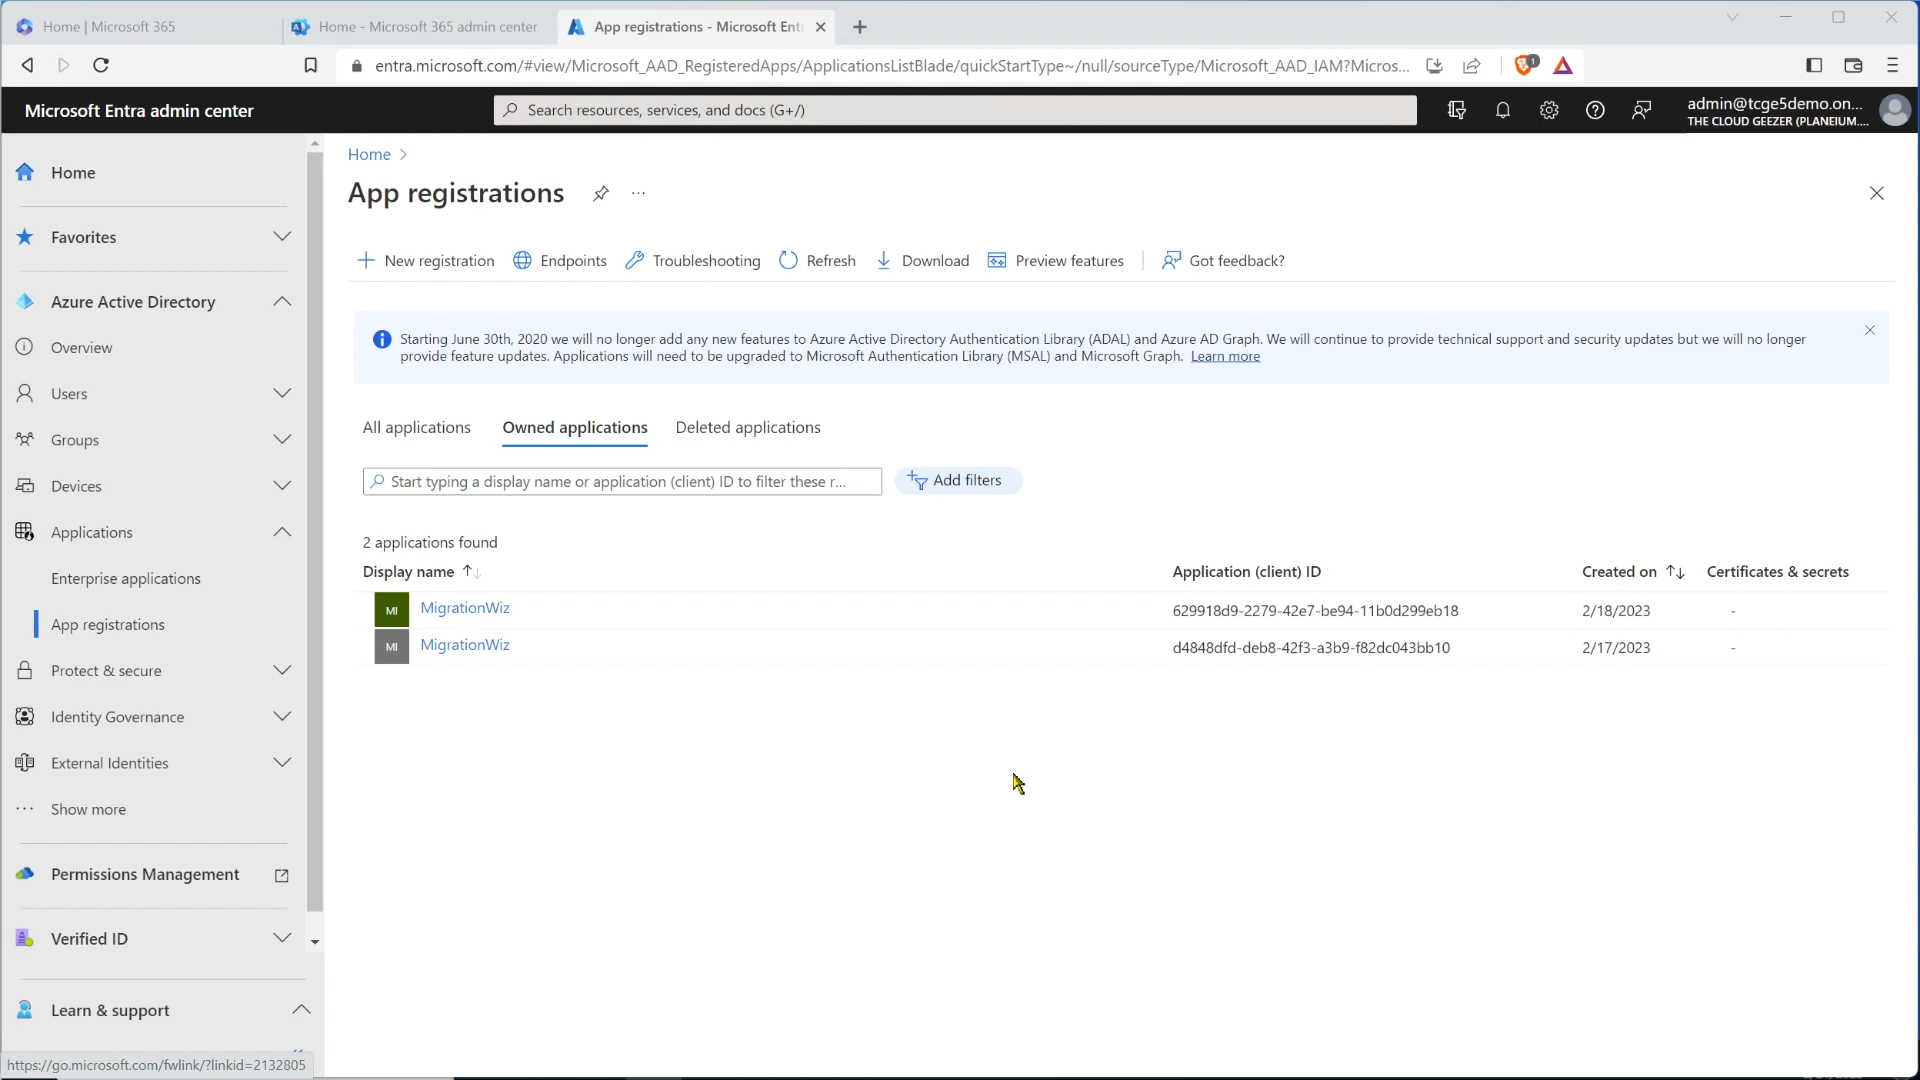 Home | Microsoft 365
Home - Microsoft 365 admin center
App registrations - Microsoft Ent
entra.microsoft.com/#view/Microsoft_AAD_RegisteredApps/ApplicationsListBlade/quickStartType~/null/sourceType/Microsoft_AAD_IAM?Micros...
1
Microsoft Entra admin center
Search resources, services, and docs (G+/)
admin@tcge5demo.on...
THE CLOUD GEEZER (PLANEIUM....
Home
Favorites
Azure Active Directory
Overview
Users
Groups
Devices
Applications
Enterprise applications
App registrations
Protect & secure
Identity Governance
External Identities
Show more
Permissions Management
Verified ID
Learn & support
https://go.microsoft.com/fwlink/?linkid=2132805
Home >
App registrations
New registration
Endpoints
Troubleshooting
Refresh
Download
Preview features
Got feedback?
Starting June 30th, 2020 we will no longer add any new features to Azure Active Directory Authentication Library (ADAL) and Azure AD Graph. We will continue to provide technical support and security updates but we will no longer
provide feature updates. Applications will need to be upgraded to Microsoft Authentication Library (MSAL) and Microsoft Graph. Learn more
All applications
Owned applications
Deleted applications
Start typing a display name or application (client) ID to filter these r...
Add filters
2 applications found
Display name
Application (client) ID
Created on
Certificates & secrets
MI MigrationWiz 629918d9-2279-42e7-be94-11b0d299eb18 2/18/2023 -
MI MigrationWiz d4848dfd-deb8-42f3-a3b9-f82dc043bb10 2/17/2023 -